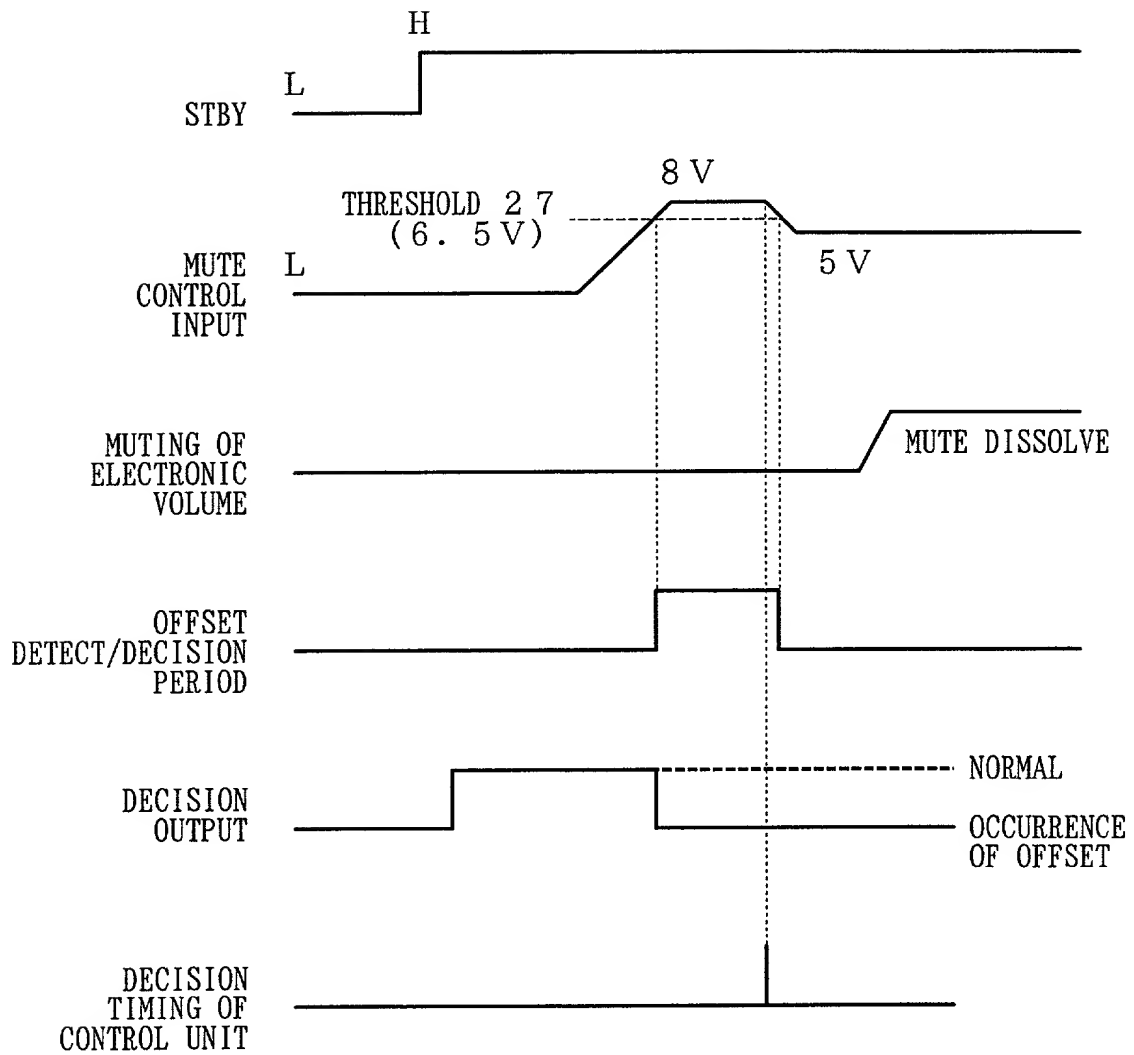 H
L
STBY
8 V
THRESHOLD 2 7
(6. 5 V)
L
5 V
MUTE
CONTROL
INPUT
MUTING OF
ELECTRONIC
VOLUME
MUTE DISSOLVE
OFFSET
DETECT/DECISION
PERIOD
DECISION
OUTPUT
NORMAL
OCCURRENCE
OF OFFSET
DECISION
TIMING OF
CONTROL UNIT